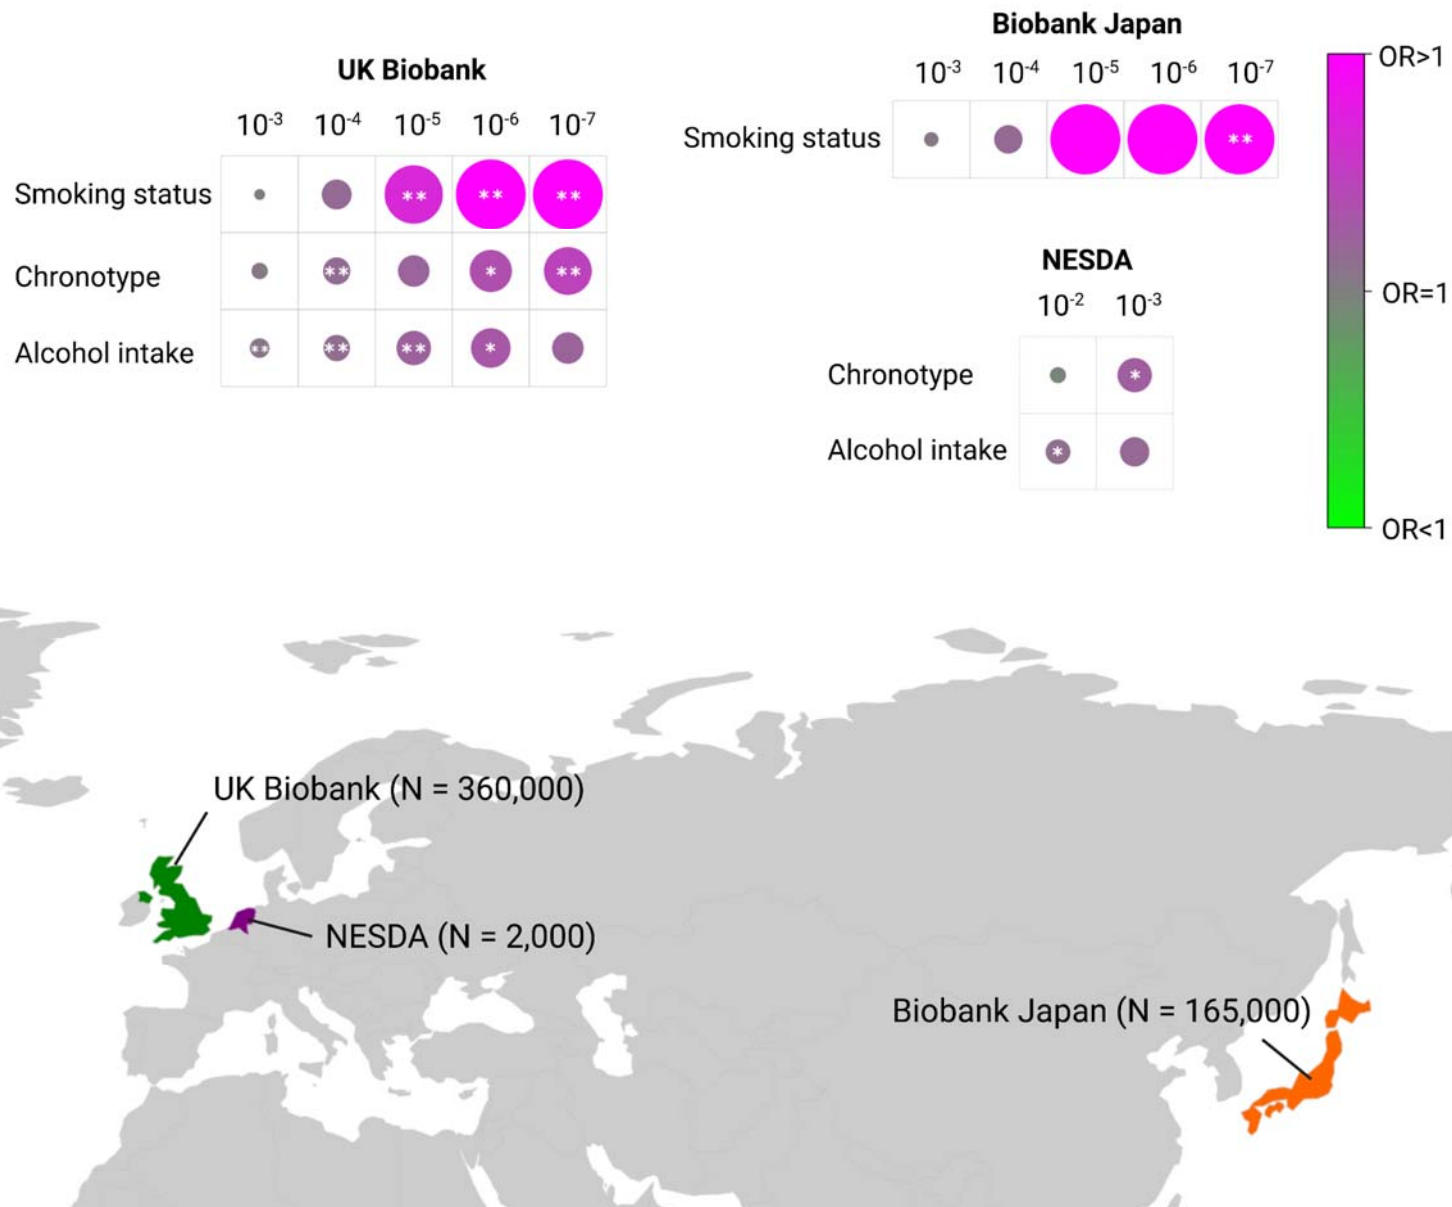 UK Biobank
10⁻³ 10⁻⁴ 10⁻⁵ 10⁻⁶ 10⁻⁷
Smoking status ** ** **
Chronotype ** * **
Alcohol intake ** ** ** *
Biobank Japan
10⁻³ 10⁻⁴ 10⁻⁵ 10⁻⁶ 10⁻⁷
Smoking status **
NESDA
10⁻² 10⁻³
Chronotype *
Alcohol intake *
OR>1
OR=1
OR<1
UK Biobank (N = 360,000)
NESDA (N = 2,000)
Biobank Japan (N = 165,000)